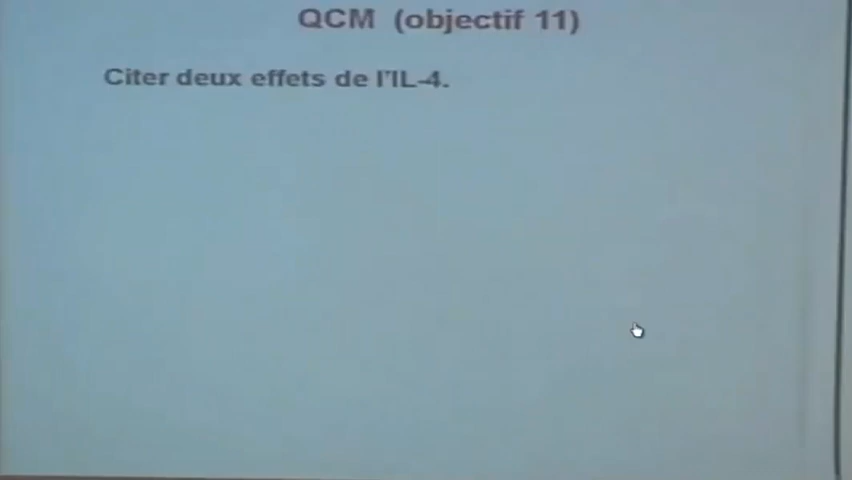 QCM (objectif 11)
Citer deux effets de l'IL-4.